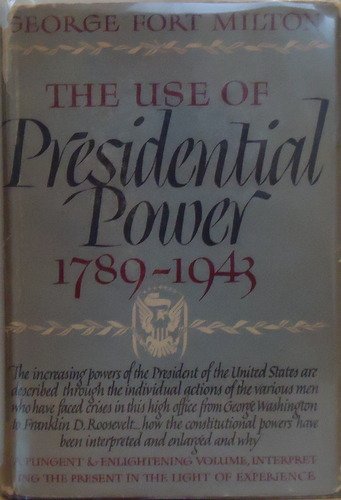 GEORGE FORT MILTON
THE USE OF
Presidential
Power
1789-1943
The increasing powers of the President of the United States are
described through the individual actions of the various men
who have faced crises in this high office from George Washington
to Franklin D. Roosevelt... how the constitutional powers have
been interpreted and enlarged and why
A PUNGENT & ENLIGHTENING VOLUME, INTERPRET-
ING THE PRESENT IN THE LIGHT OF EXPERIENCE